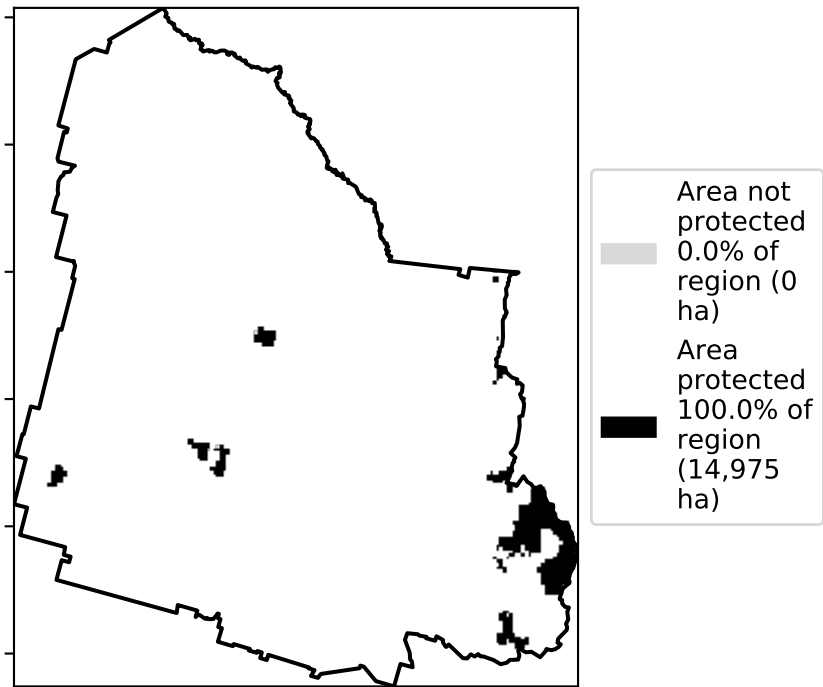 Area not
protected
0.0% of
region (0
ha)
Area
protected
100.0% of
region
(14,975
ha)